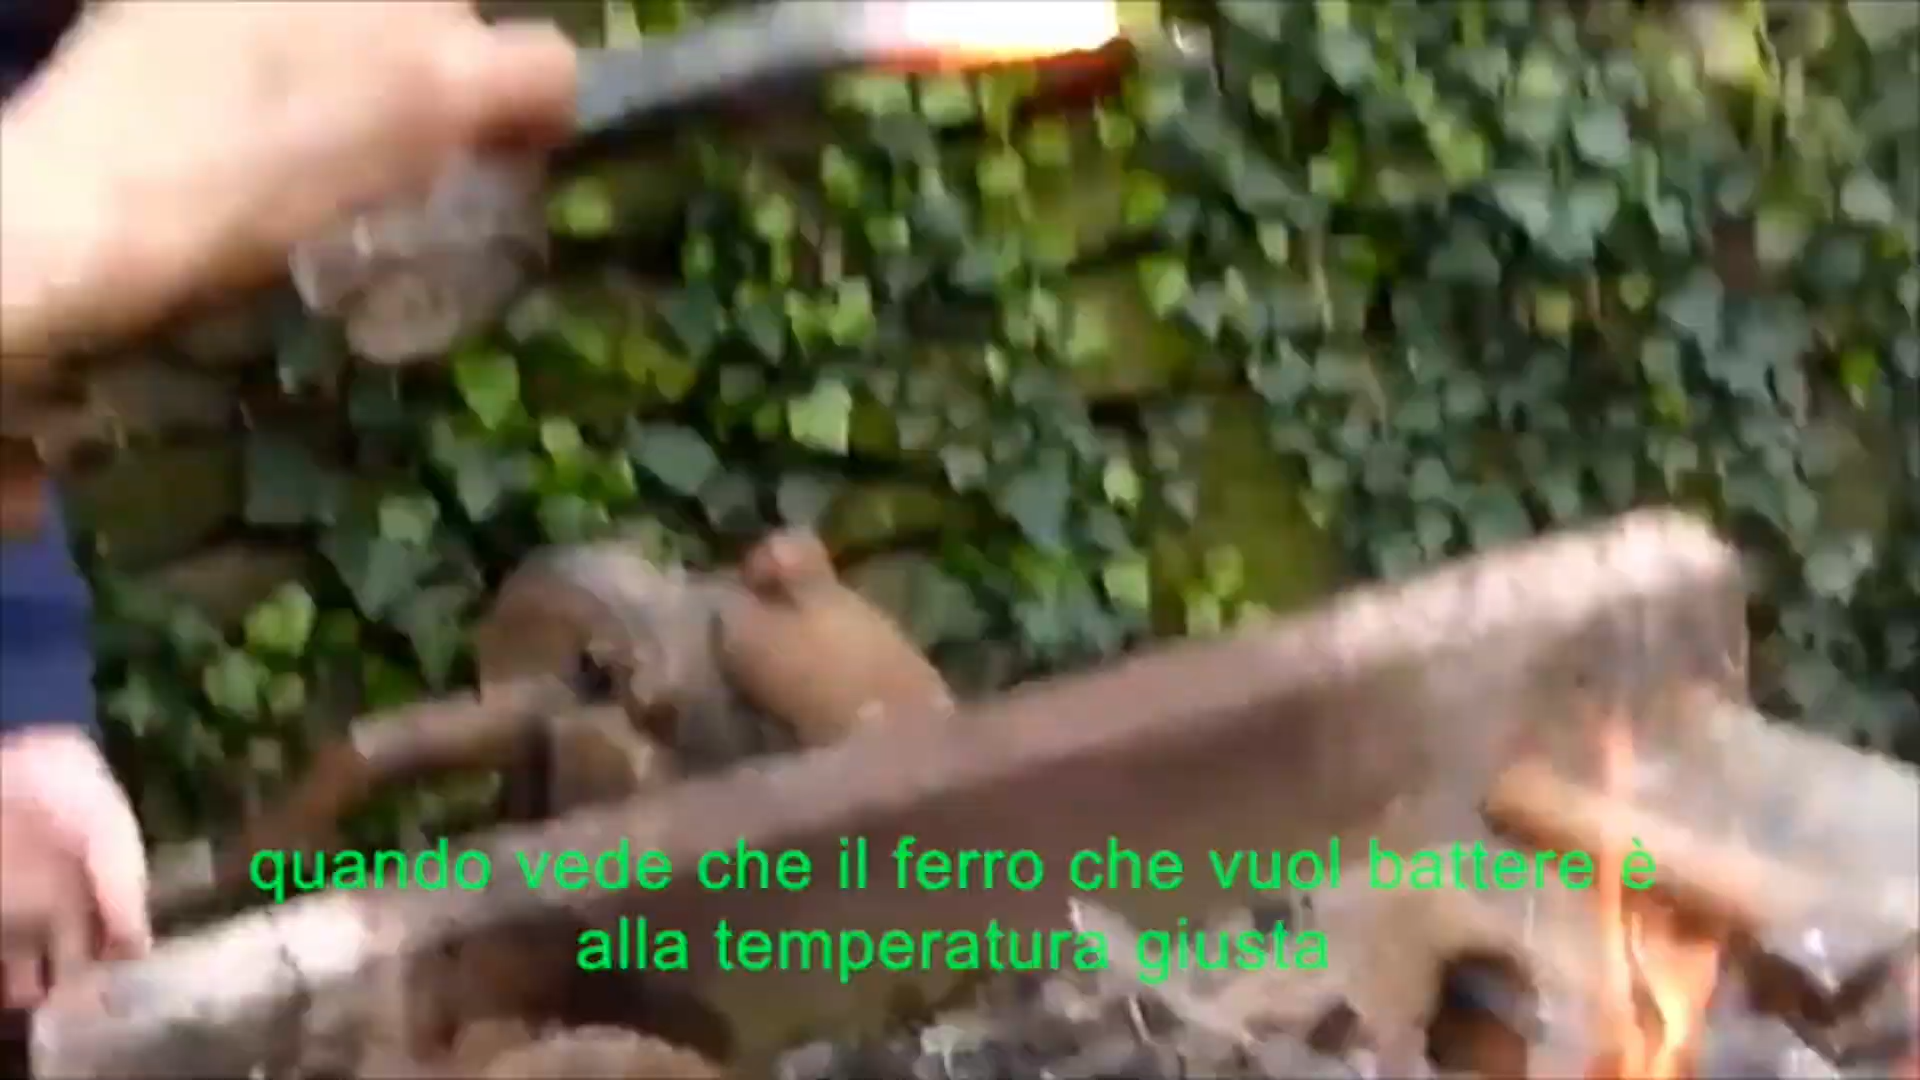 quando vede che il ferro che vuol battere è
alla temperatura giusta